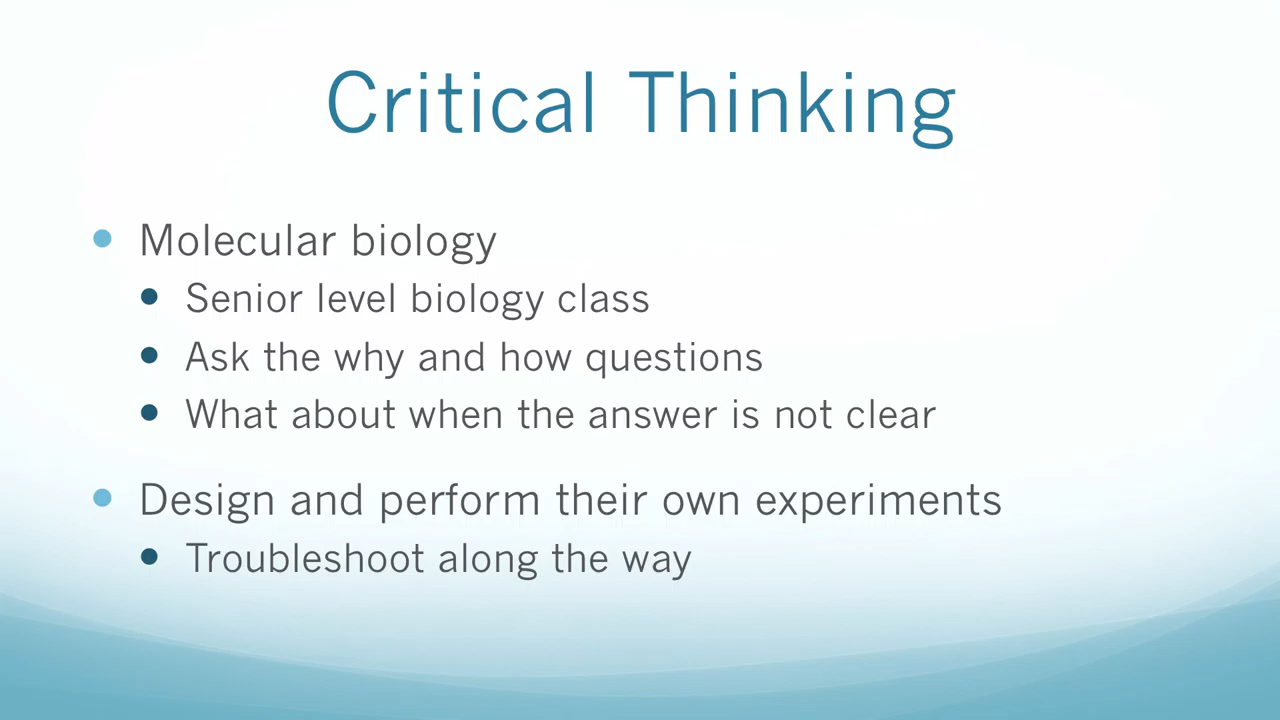 Critical Thinking
Molecular biology
Senior level biology class
Ask the why and how questions
What about when the answer is not clear
Design and perform their own experiments
Troubleshoot along the way